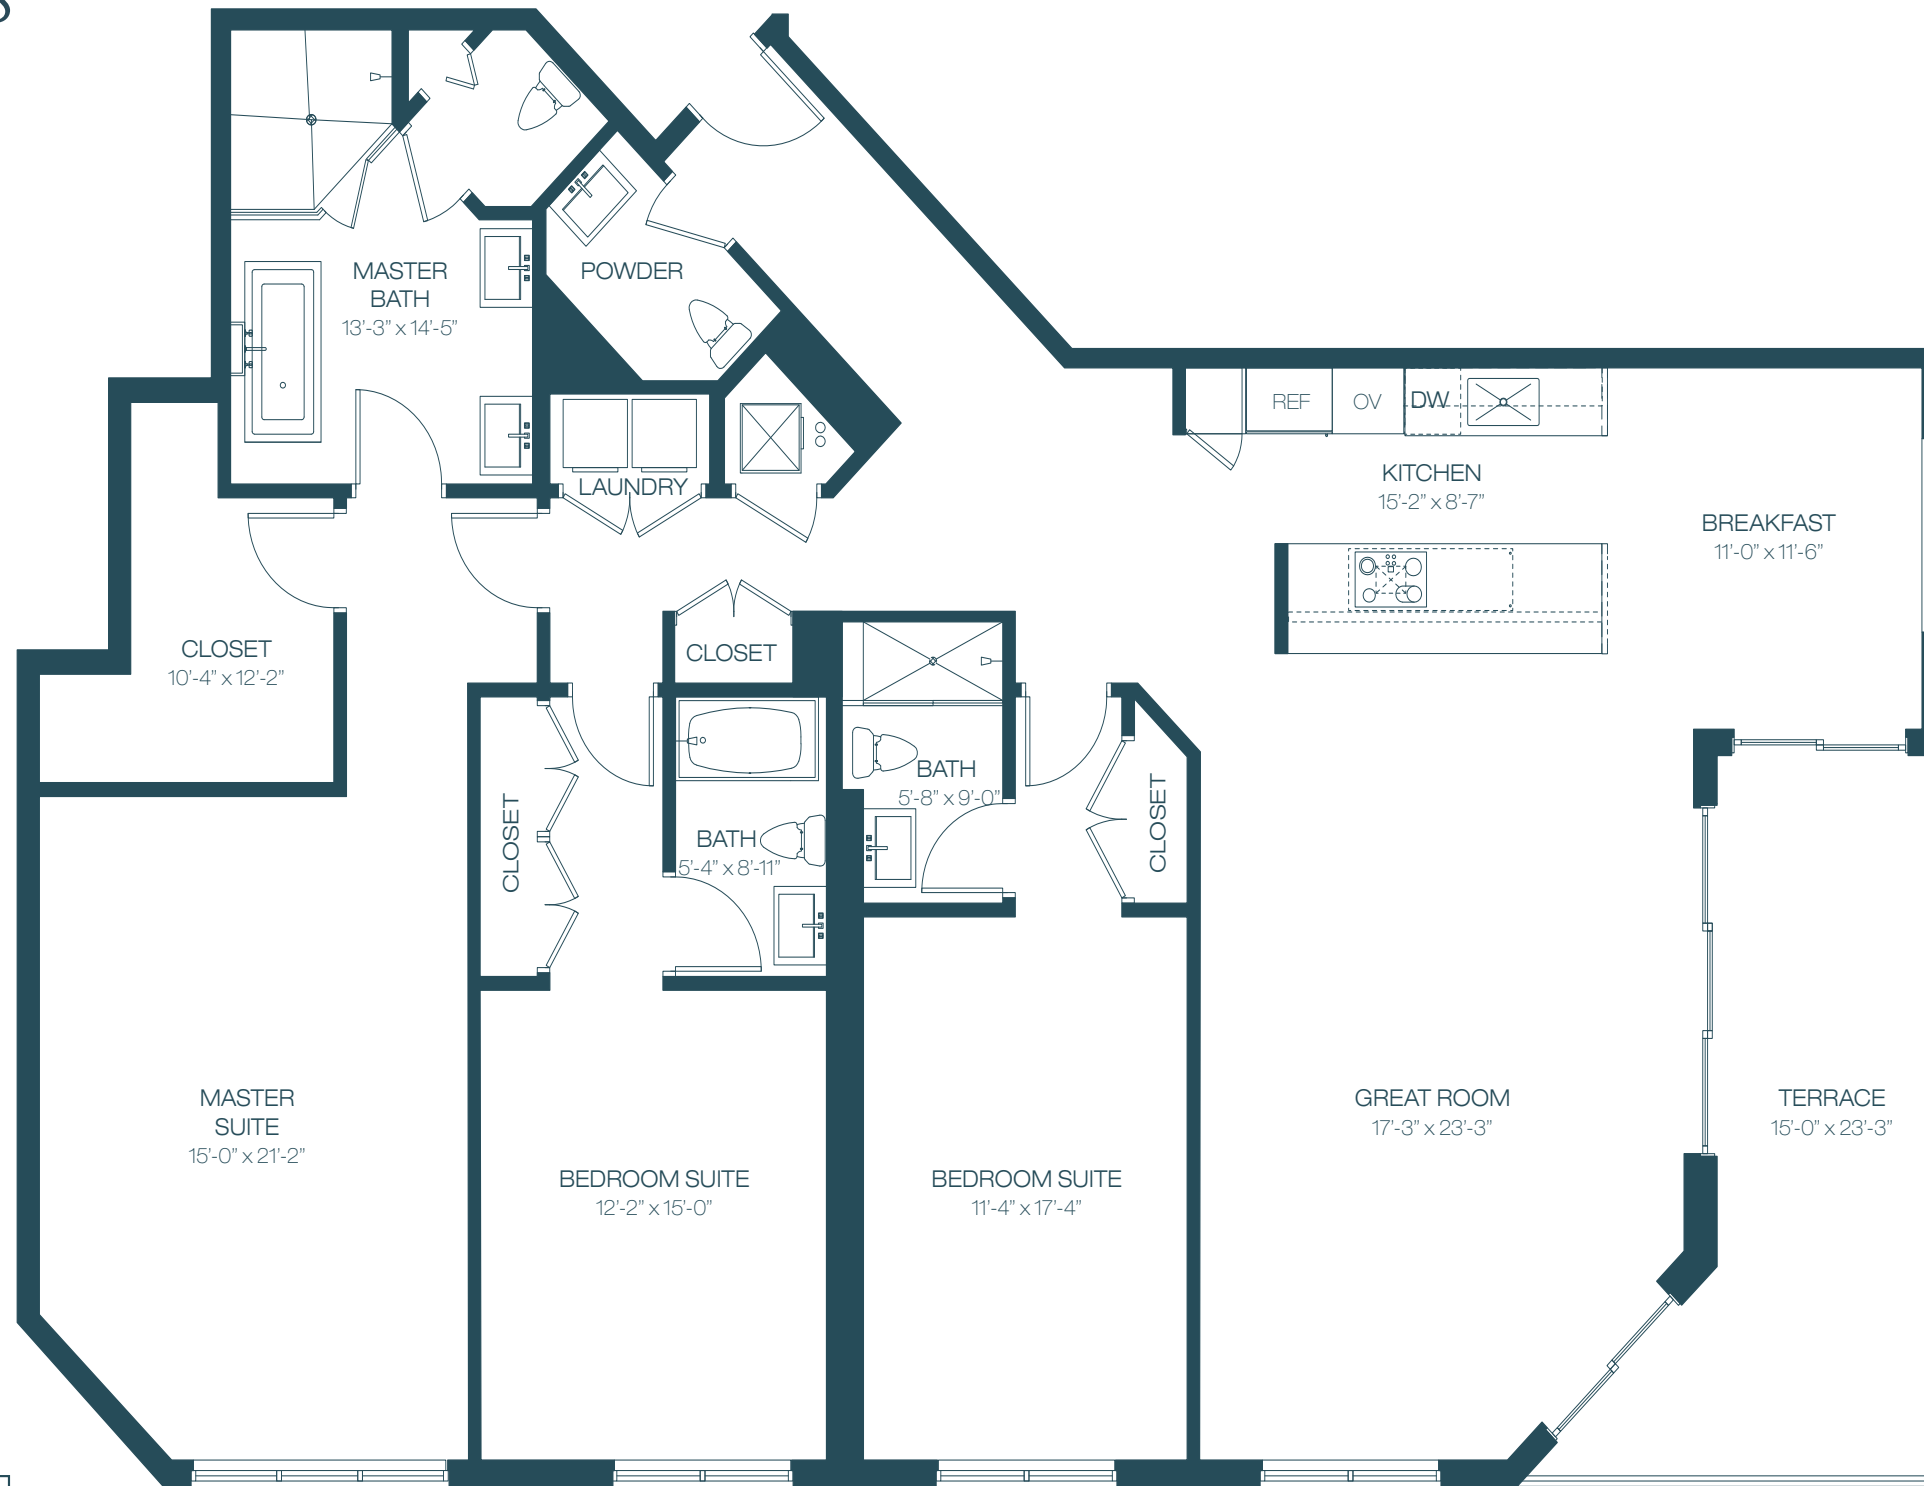 MASTER
BATH
13'-3" x 14'-5"
POWDER
REF
OV
DW
LAUNDRY
KITCHEN
15'-2" x 8'-7"
BREAKFAST
11'-0" x 11'-6"
CLOSET
10'-4" x 12'-2"
CLOSET
BATH
5'-8" x 9'-0"
CLOSET
CLOSET
BATH
5'-4" x 8'-11"
MASTER
SUITE
15'-0" x 21'-2"
BEDROOM SUITE
12'-2" x 15'-0"
BEDROOM SUITE
11'-4" x 17'-4"
GREAT ROOM
17'-3" x 23'-3"
TERRACE
15'-0" x 23'-3"